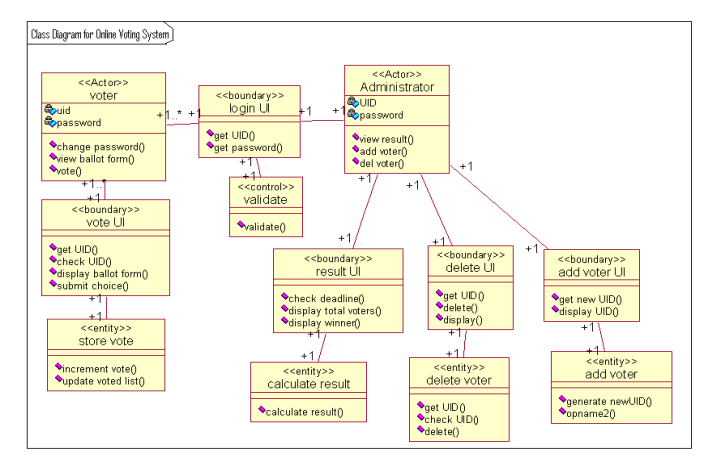 Class Diagram for Online Voting System
<<Actor>>
voter
uid
password
change password()
view ballot form()
vote()
+1..*
+1
<<boundary>>
login UI
get UID()
get password()
+1
+1
<<Actor>>
Administrator
UID
password
view result()
add voter()
del voter()
+1
+1
<<control>>
validate
validate()
+1..*
+1
<<boundary>>
vote UI
get UID()
check UID()
display ballot form()
submit choice()
+1
+1
<<entity>>
store vote
increment vote()
update voted list()
+1
+1
<<boundary>>
result UI
check deadline()
display total voters()
display winner()
+1
+1
<<entity>>
calculate result
calculate result()
+1
+1
<<boundary>>
delete UI
get UID()
delete()
display()
+1
+1
<<entity>>
delete voter
get UID()
check UID()
delete()
+1
+1
<<boundary>>
add voter UI
get new UID()
display UID()
+1
+1
<<entity>>
add voter
generate newUID()
opname2()